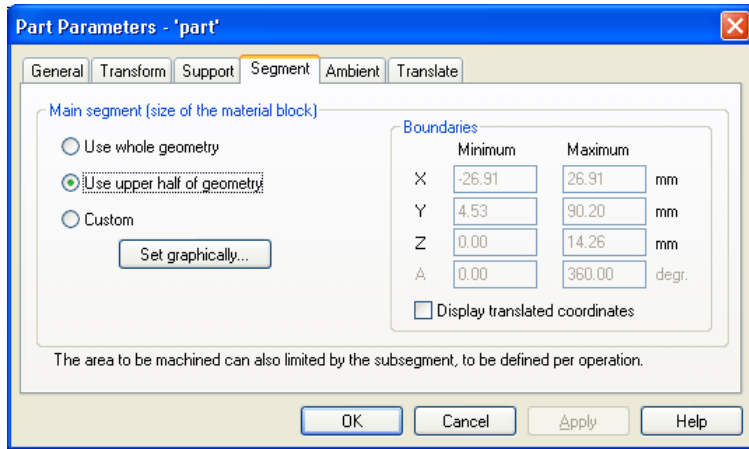 Part Parameters - 'part'
General Transform Support Segment Ambient Translate
Main segment (size of the material block)
Use whole geometry
Use upper half of geometry
Custom
Set graphically...
Boundaries
Minimum Maximum
X -26.91 26.91 mm
Y 4.53 90.20 mm
Z 0.00 14.26 mm
A 0.00 360.00 degr.
Display translated coordinates
The area to be machined can also limited by the subsegment, to be defined per operation.
OK Cancel Apply Help